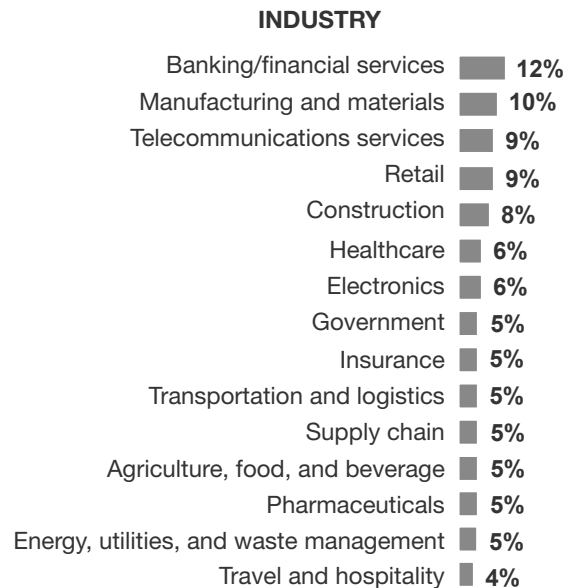 INDUSTRY
Banking/financial services 12%
Manufacturing and materials 10%
Telecommunications services 9%
Retail 9%
Construction 8%
Healthcare 6%
Electronics 6%
Government 5%
Insurance 5%
Transportation and logistics 5%
Supply chain 5%
Agriculture, food, and beverage 5%
Pharmaceuticals 5%
Energy, utilities, and waste management 5%
Travel and hospitality 4%